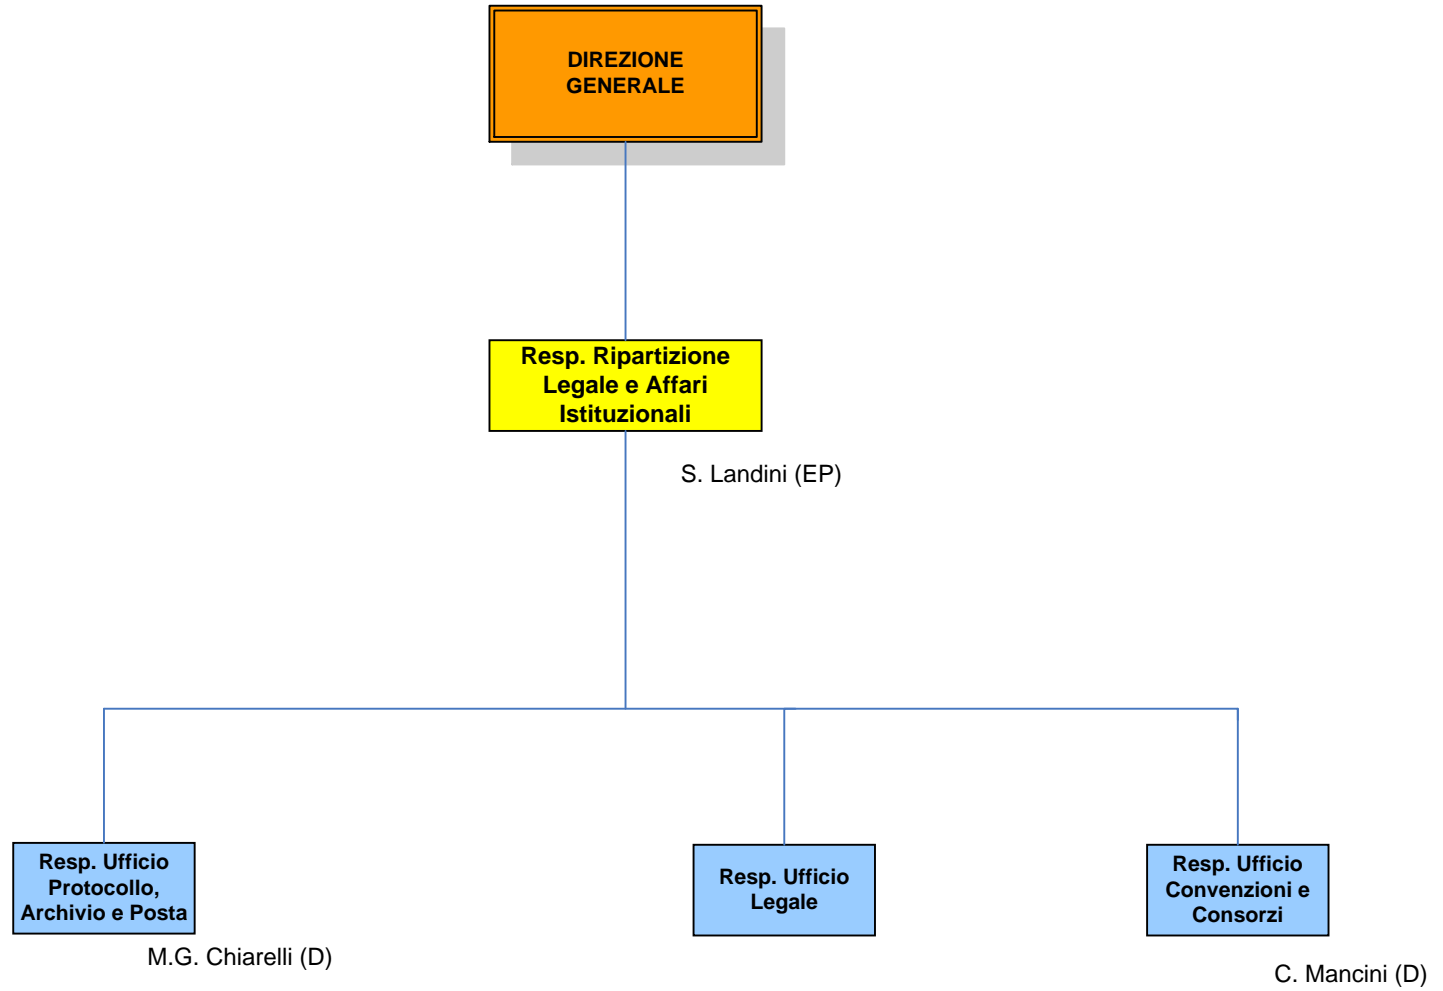 DIREZIONE
GENERALE
Resp. Ripartizione
Legale e Affari
Istituzionali
S. Landini (EP)
Resp. Ufficio
Protocollo,
Archivio e Posta
M.G. Chiarelli (D)
Resp. Ufficio
Legale
Resp. Ufficio
Convenzioni e
Consorzi
C. Mancini (D)